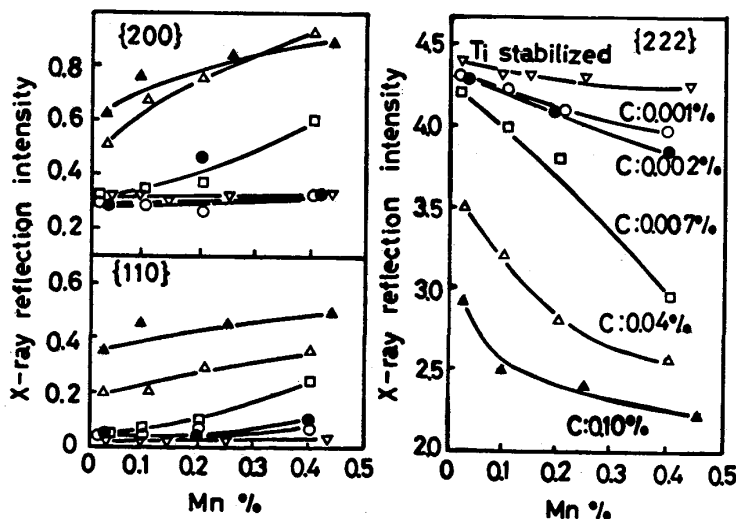 {200}
0.8
0.6
0.4
0.2
X-ray reflection intensity
{110}
0.6
0.4
0.2
0
X-ray reflection intensity
0 0.1 0.2 0.3 0.4 0.5
Mn %
{222}
Ti stabilized
C:0.001%
C:0.002%
C:0.007%
C:0.04%
C:0.10%
4.5
4.0
3.5
3.0
2.5
2.0
X-ray reflection intensity
0 0.1 0.2 0.3 0.4 0.5
Mn %